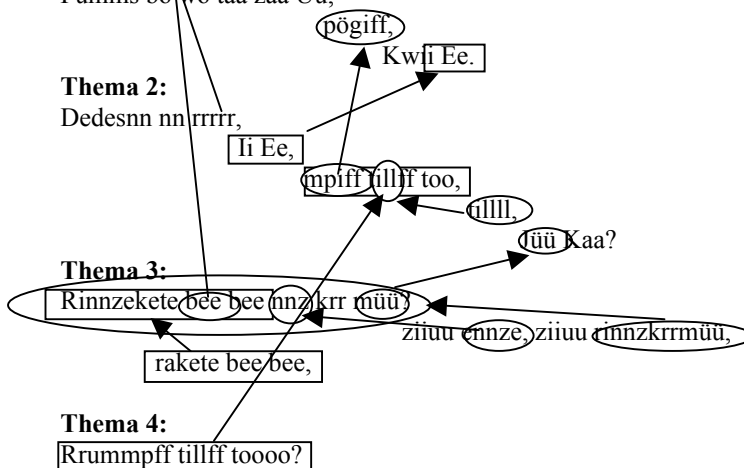 Fümms bö wö tää zää Uu,
pögiff,
Kwii Ee.
Thema 2:
Dedesnn nn rrrrr,
Ii Ee,
mpiff tillff too,
tillll,
Jüü Kaa?
Thema 3
Rinnzekete bee bee nnz krr müü?
ziiuu ennze, ziiuu rinnzkrrmüü,
rakete bee bee,
Thema 4:
Rrummpff tillff toooo?